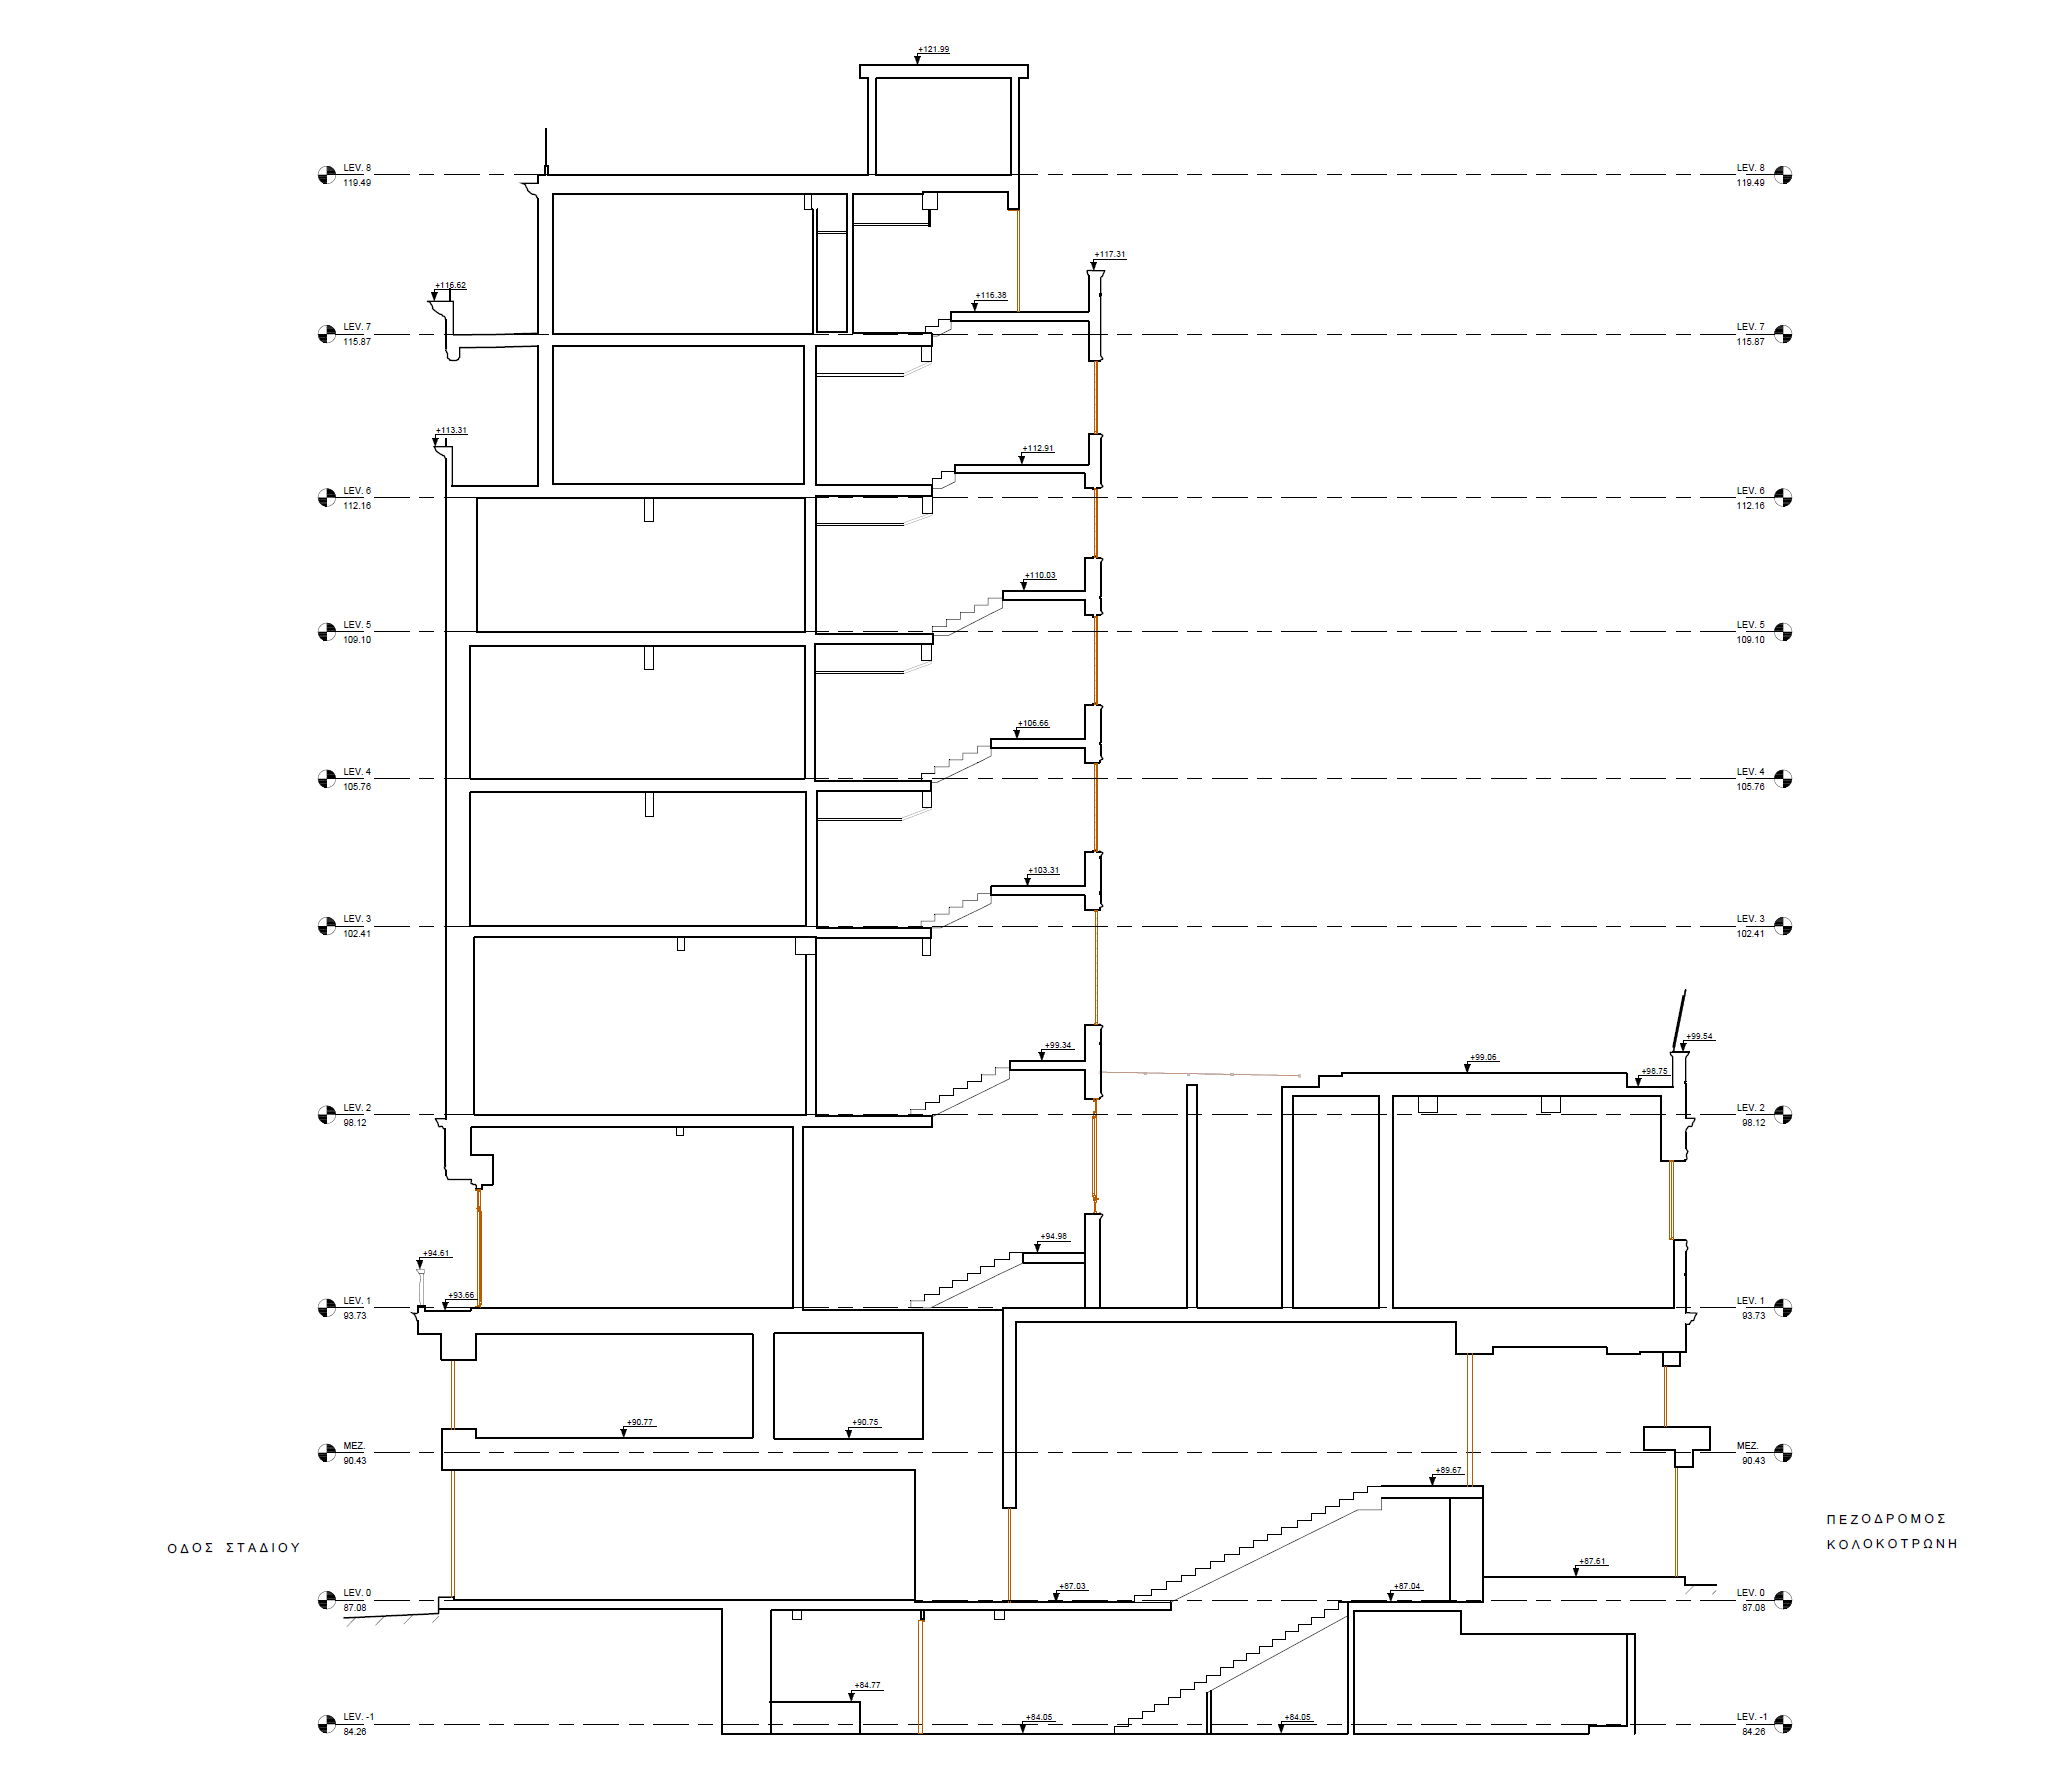 +121.99
LEV. 8
119.49
LEV. 8
119.49
+117.31
+116.62
+116.38
LEV. 7
115.87
LEV. 7
115.87
+113.31
+112.91
LEV. 6
112.16
LEV. 6
112.16
+110.03
LEV. 5
109.10
LEV. 5
109.10
+106.66
LEV. 4
105.76
LEV. 4
105.76
+103.31
LEV. 3
102.41
LEV. 3
102.41
+99.54
+99.34
+99.06
+98.75
LEV. 2
98.12
LEV. 2
98.12
+94.98
+94.61
+93.66
LEV. 1
93.73
LEV. 1
93.73
+90.77
+90.75
MEZ.
90.43
MEZ.
90.43
+89.67
ΠΕΖΟΔΡΟΜΟΣ
ΚΟΛΟΚΟΤΡΩΝΗ
ΟΔΟΣ ΣΤΑΔΙΟΥ
+87.61
+87.03
+87.04
LEV. 0
87.08
LEV. 0
87.08
+84.77
+84.05
+84.05
LEV. -1
84.26
LEV. -1
84.26